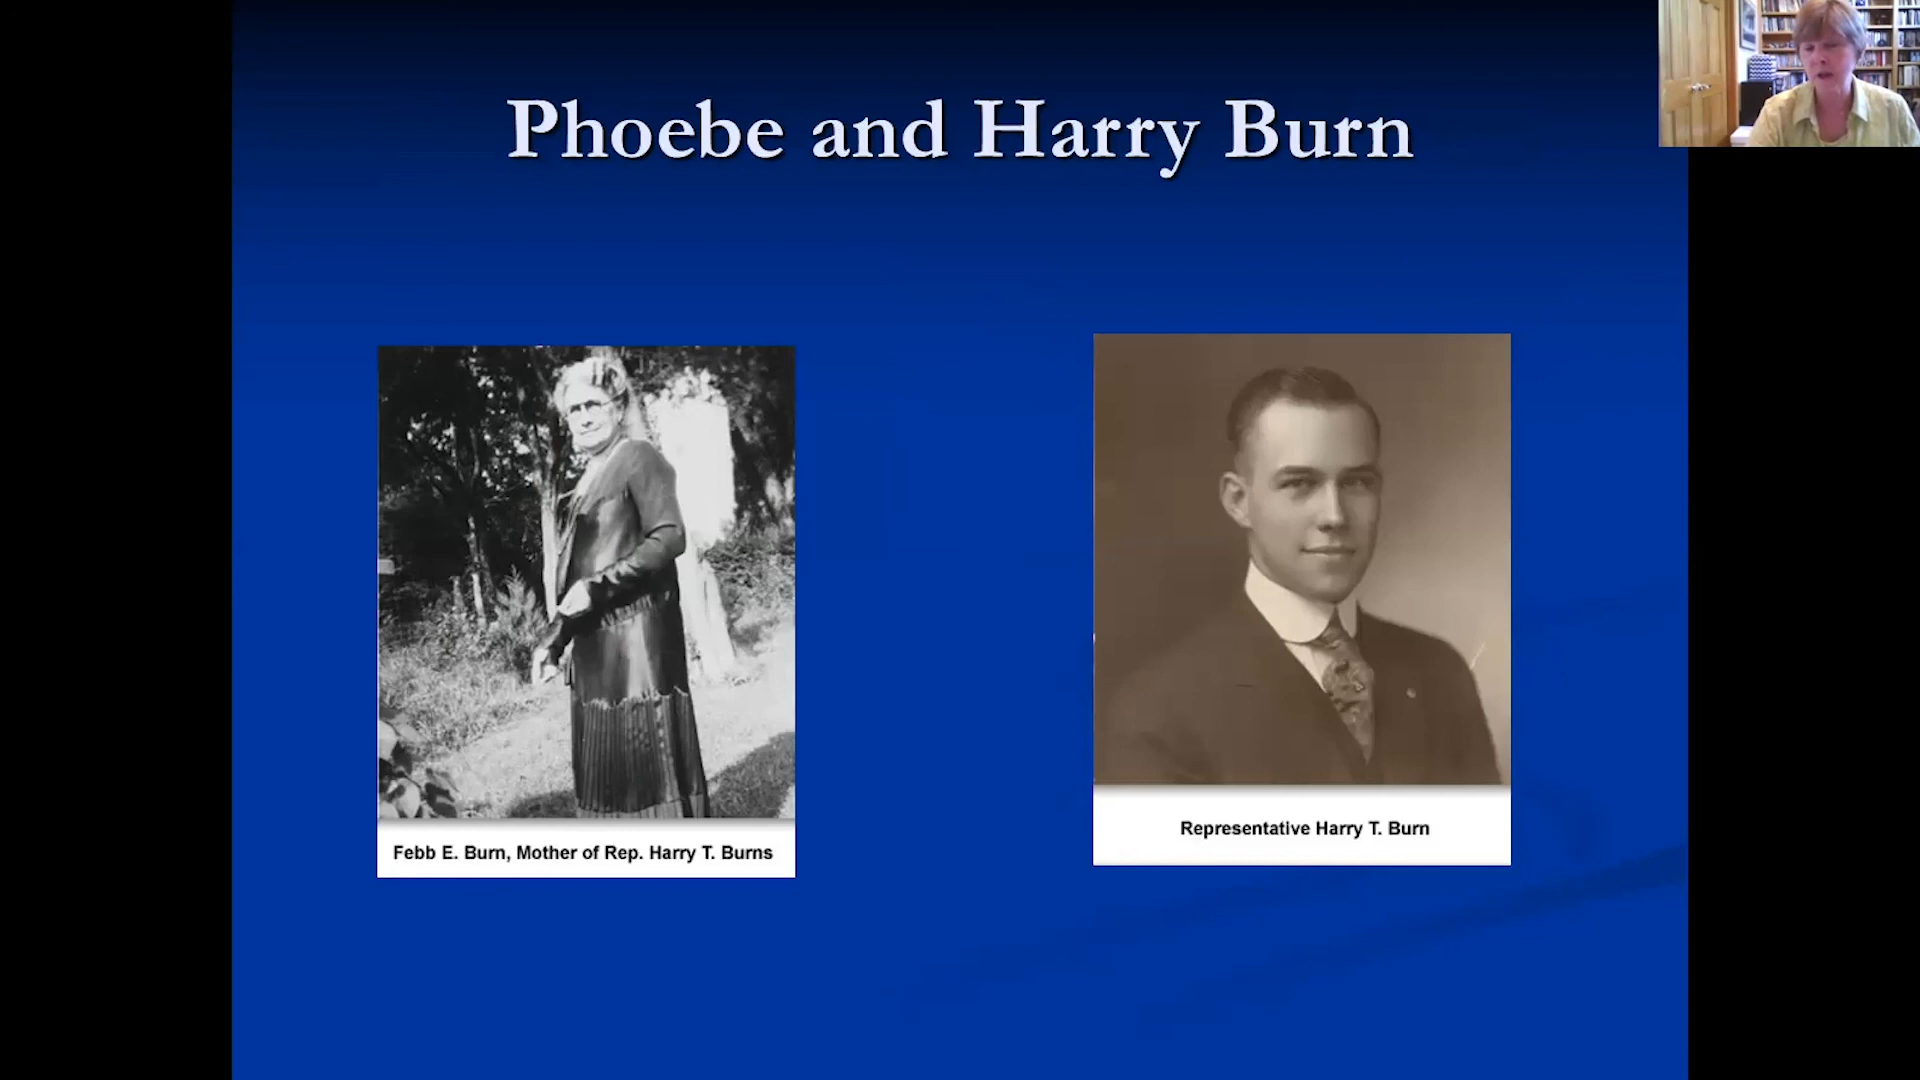 Phoebe and Harry Burn
Febb E. Burn, Mother of Rep. Harry T. Burns
Representative Harry T. Burn